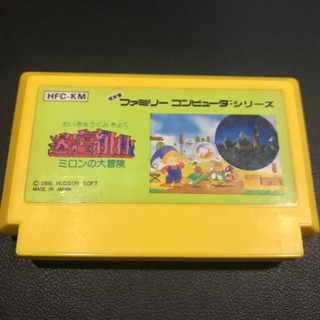 HFC-KM
ファミリー コンピュータ・シリーズ
めいきゅうくみきょく
迷宮組曲
ミロンの大冒険
©1986 HUDSON SOFT
MADE IN JAPAN